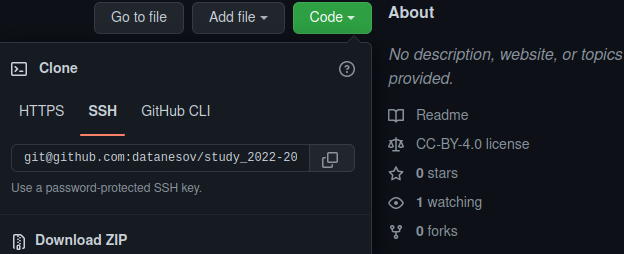 Go to file
Add file
Code
Clone
HTTPS
SSH
GitHub CLI
git@github.com:datanesov/study_2022-20
Use a password-protected SSH key.
Download ZIP
About
No description, website, or topics
provided.
Readme
CC-BY-4.0 license
0 stars
1 watching
0 forks